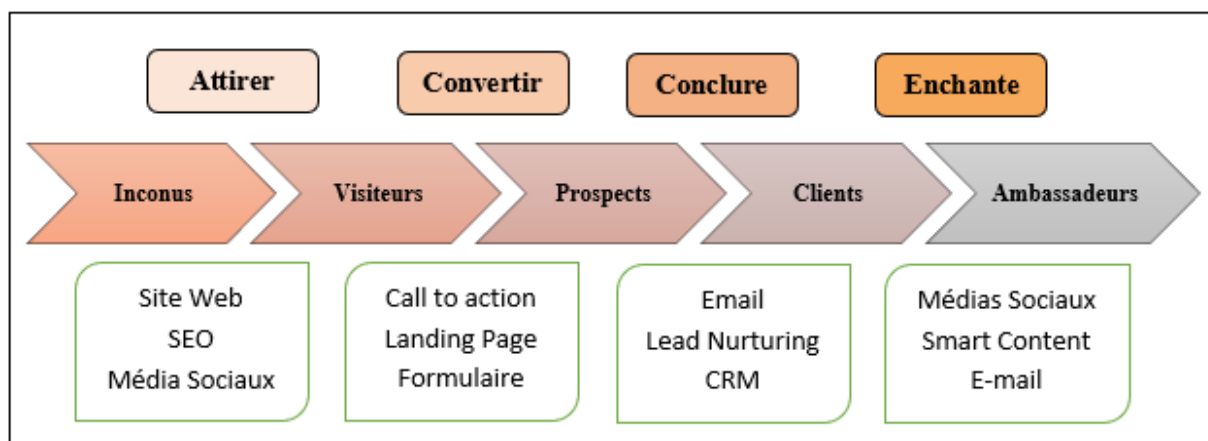 Attirer
Convertir
Conclure
Enchante
Inconus
Visiteurs
Prospects
Clients
Ambassadeurs
Site Web
SEO
Média Sociaux
Call to action
Landing Page
Formulaire
Email
Lead Nurturing
CRM
Médias Sociaux
Smart Content
E-mail